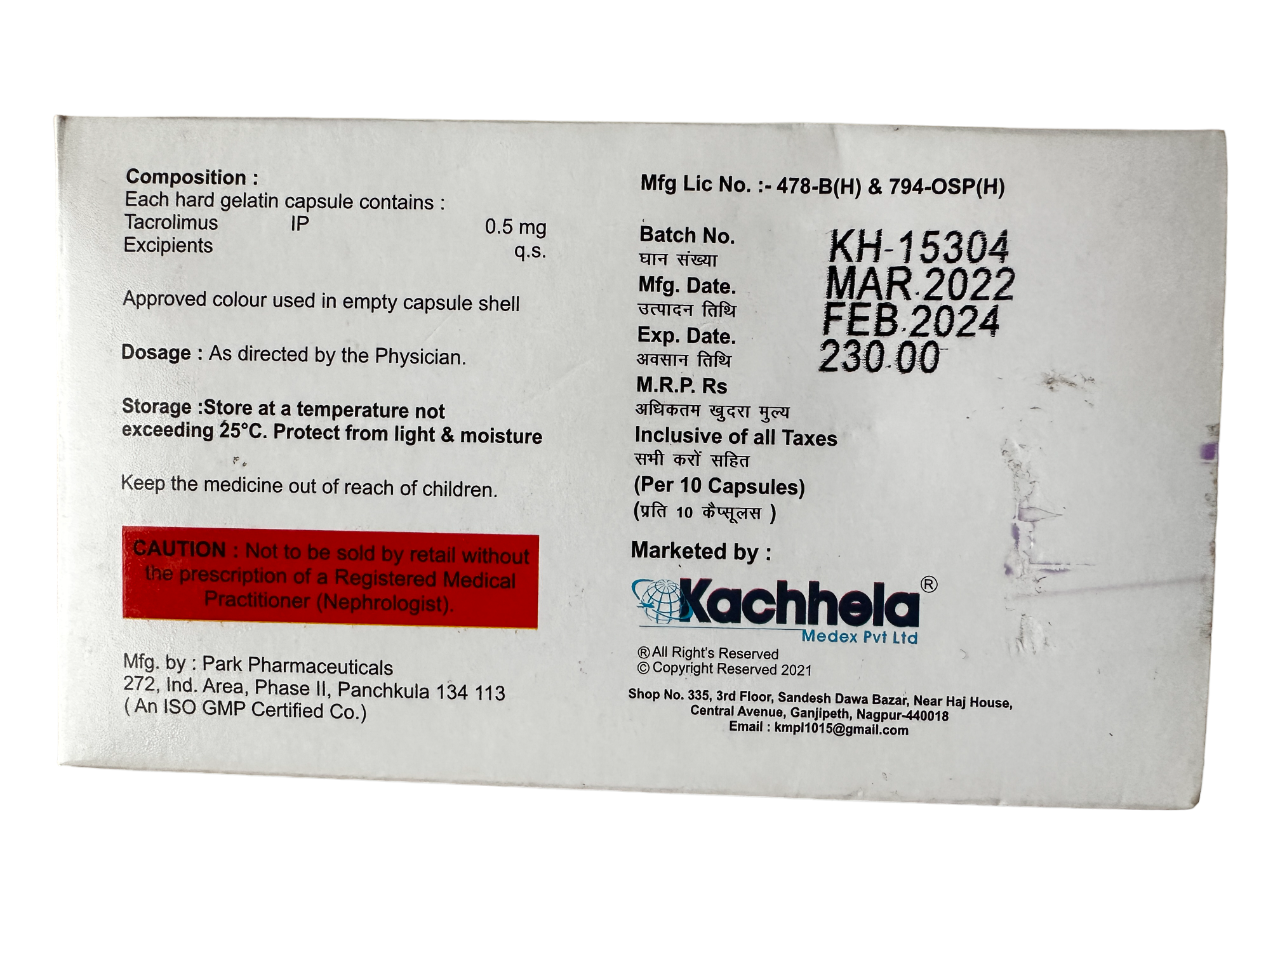 Composition :
Each hard gelatin capsule contains :
Tacrolimus IP 0.5 mg
Excipients q.s.
Approved colour used in empty capsule shell
Dosage : As directed by the Physician.
Storage :Store at a temperature not
exceeding 25°C. Protect from light & moisture
Keep the medicine out of reach of children.
CAUTION : Not to be sold by retail without
the prescription of a Registered Medical
Practitioner (Nephrologist).
Mfg. by : Park Pharmaceuticals
272, Ind. Area, Phase II, Panchkula 134 113
( An ISO GMP Certified Co.)
Mfg Lic No. :- 478-B(H) & 794-OSP(H)
Batch No. KH-15304
घान संख्या
Mfg. Date. MAR.2022
उत्पादन तिथि
Exp. Date. FEB.2024
अवसान तिथि
M.R.P. Rs 230.00
अधिकतम खुदरा मुल्य
Inclusive of all Taxes
सभी करों सहित
(Per 10 Capsules)
(प्रति 10 कैप्सूलस )
Marketed by :
Kachhela ®
Medex Pvt Ltd
® All Right's Reserved
© Copyright Reserved 2021
Shop No. 335, 3rd Floor, Sandesh Dawa Bazar, Near Haj House,
Central Avenue, Ganjipeth, Nagpur-440018
Email : kmpl1015@gmail.com